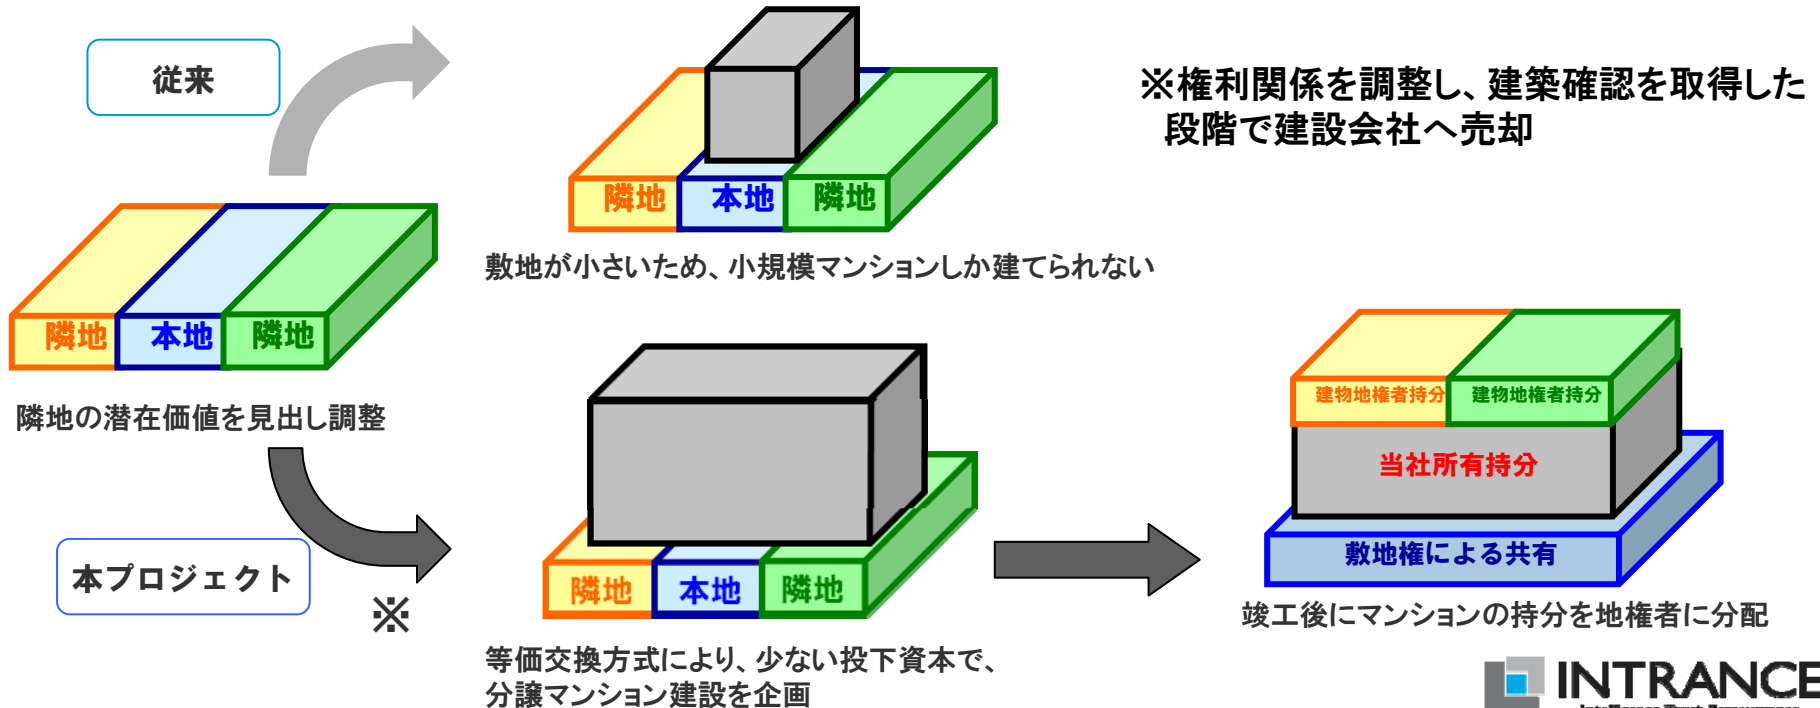 従来
※権利関係を調整し、建築確認を取得した
段階で建設会社へ売却
隣地 本地 隣地
敷地が小さいため、小規模マンションしか建てられない
隣地 本地 隣地
隣地の潜在価値を見出し調整
建物地権者持分 建物地権者持分
当社所有持分
敷地権による共有
竣工後にマンションの持分を地権者に分配
本プロジェクト
※
隣地 本地 隣地
等価交換方式により、少ない投下資本で、
分譲マンション建設を企画
INTRANCE